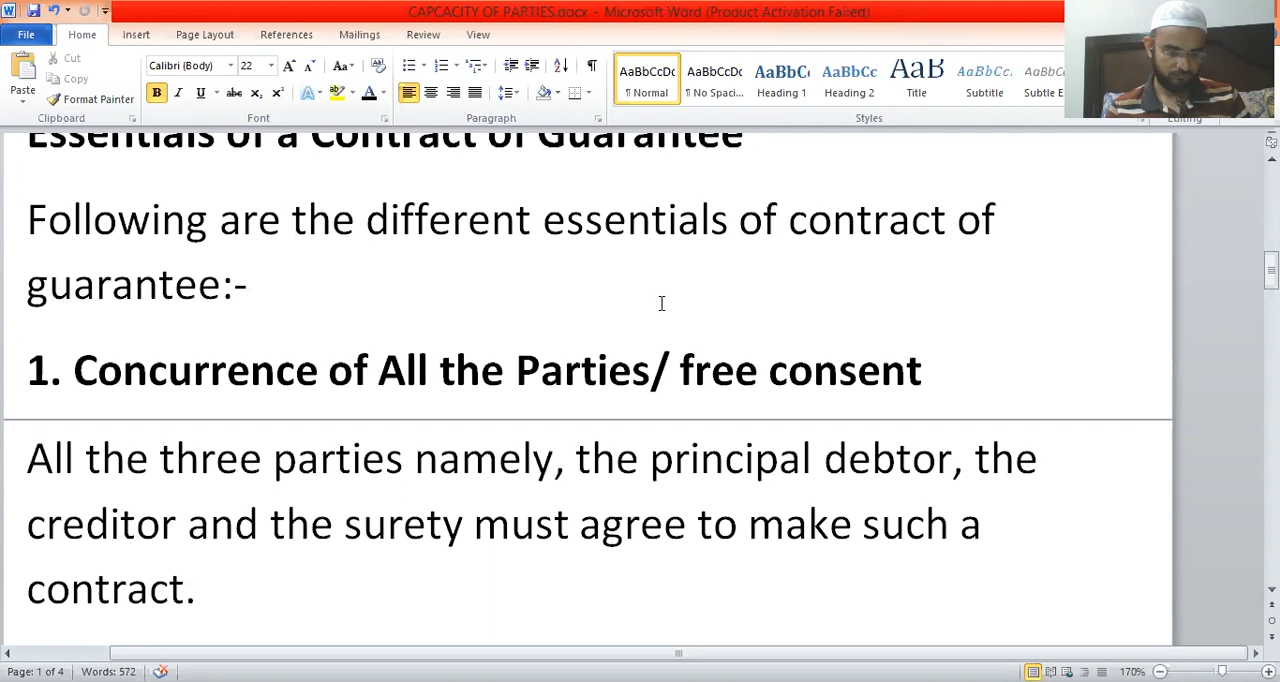 CAPCACITY OF PARTIES.docx - Microsoft Word (Product Activation Failed)
File Home Insert Page Layout References Mailings Review View
Paste Cut Copy Format Painter
Calibri (Body) 22
AaBbCcDc AaBbCcDc AaBbC AaBbCc AaB AaBbCc. AaBbCc
¶ Normal ¶ No Spaci... Heading 1 Heading 2 Title Subtitle Subtle E
Clipboard Font Paragraph Styles Editing
Essentials of a Contract of Guarantee
Following are the different essentials of contract of
guarantee:-
1. Concurrence of All the Parties/ free consent
All the three parties namely, the principal debtor, the
creditor and the surety must agree to make such a
contract.
Page: 1 of 4 Words: 572 170%